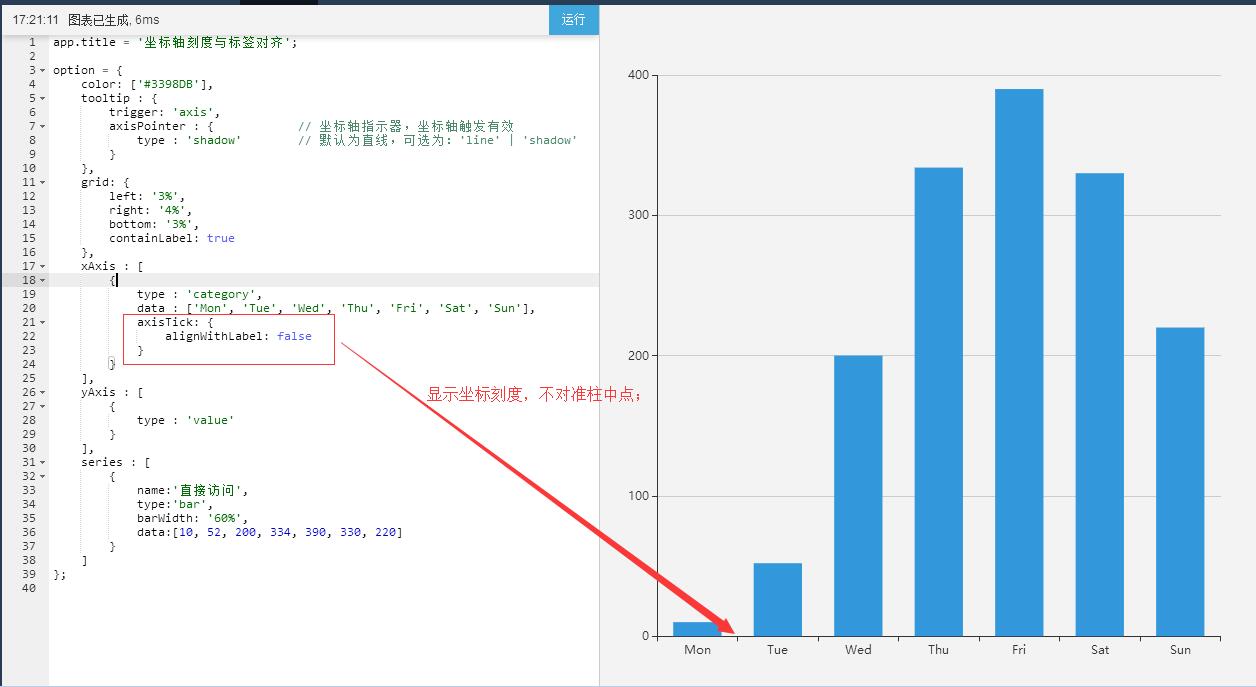 17:21:11 图表已生成, 6ms
运行
1 app.title = '坐标轴刻度与标签对齐';
2
3 option = {
4 color: ['#3398DB'],
5 tooltip : {
6 trigger: 'axis',
7 axisPointer : { // 坐标轴指示器，坐标轴触发有效
8 type : 'shadow' // 默认为直线，可选为：'line' | 'shadow'
9 }
10 },
11 grid: {
12 left: '3%',
13 right: '4%',
14 bottom: '3%',
15 containLabel: true
16 },
17 xAxis : [
18 {
19 type : 'category',
20 data : ['Mon', 'Tue', 'Wed', 'Thu', 'Fri', 'Sat', 'Sun'],
21 axisTick: {
22 alignWithLabel: false
23 }
24 }
25 ],
26 yAxis : [
27 {
28 type : 'value'
29 }
30 ],
31 series : [
32 {
33 name:'直接访问',
34 type:'bar',
35 barWidth: '60%',
36 data:[10, 52, 200, 334, 390, 330, 220]
37 }
38 ]
39 };
40
显示坐标刻度，不对准柱中点；
400
300
200
100
0
Mon Tue Wed Thu Fri Sat Sun